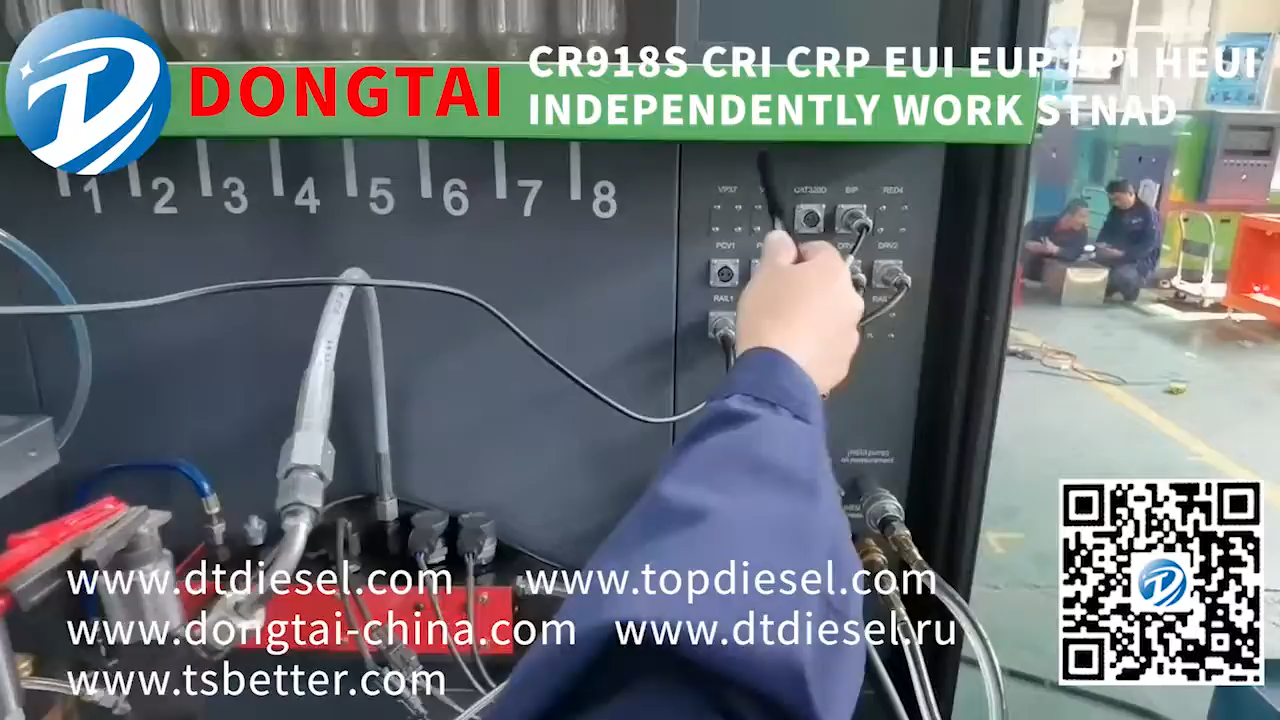 DONGTAI
CR918S CRI CRP EUI EUP HPI HEUI
INDEPENDENTLY WORK STNAD
1 2 3 4 5 6 7 8
VP37 CAT320D BIP RED4
PCV1 DRV2
RAIL1
www.dtdiesel.com www.topdiesel.com
www.dongtai-china.com www.dtdiesel.ru
www.tsbetter.com